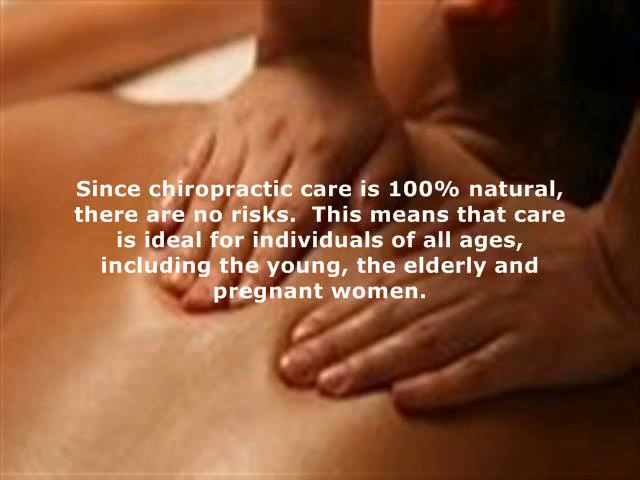 Since chiropractic care is 100% natural,
there are no risks.  This means that care
is ideal for individuals of all ages,
including the young, the elderly and
pregnant women.